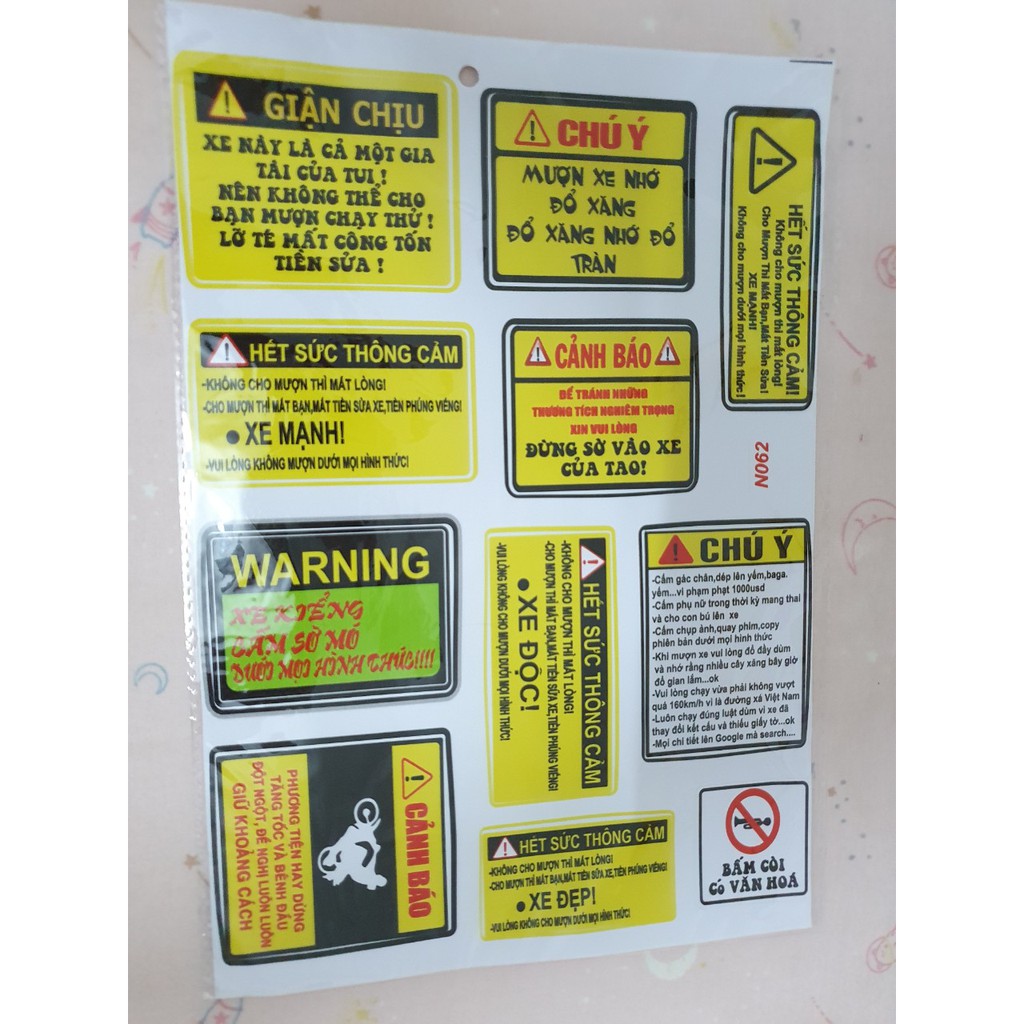 GIẬN CHỊU
XE NÀY LÀ CẢ MỘT GIA
TÀI CỦA TUI !
NÊN KHÔNG THỂ CHO
BẠN MƯỢN CHẠY THỬ !
LỠ TÉ MẤT CÔNG TỐN
TIỀN SỬA !
CHÚ Ý
MƯỢN XE NHỚ
ĐỔ XĂNG
ĐỔ XĂNG NHỚ ĐỔ
TRÀN
HẾT SỨC THÔNG CẢM!
Không cho mượn thì mất lòng!
Cho Mượn Thì Mất Bạn,Mất Tiền Sửa!
XE MẠNH!
Không cho mượn dưới mọi hình thức!
HẾT SỨC THÔNG CẢM
-KHÔNG CHO MƯỢN THÌ MẤT LÒNG!
-CHO MƯỢN THÌ MẤT BẠN,MẤT TIỀN SỬA XE,TIỀN PHÚNG VIẾNG!
●XE MẠNH!
-VUI LÒNG KHÔNG MƯỢN DƯỚI MỌI HÌNH THỨC!
CẢNH BÁO
ĐỂ TRÁNH NHỮNG
THƯƠNG TÍCH NGHIÊM TRỌNG
XIN VUI LÒNG
ĐỪNG SỜ VÀO XE
CỦA TAO!
N062
WARNING
XE KIỂNG
CẤM SỜ MÓ
DƯỚI MỌI HÌNH THỨC!!!!
HẾT SỨC THÔNG CẢM
-KHÔNG CHO MƯỢN THÌ MẤT LÒNG!
-CHO MƯỢN THÌ MẤT BẠN,MẤT TIỀN SỬA XE,TIỀN PHÚNG VIẾNG!
●XE ĐỘC!
-VUI LÒNG KHÔNG CHO MƯỢN DƯỚI MỌI HÌNH THỨC!
CHÚ Ý
-Cấm gác chân,dép lên yếm,baga.
yếm...vi phạm phạt 1000usd
-Cấm phụ nữ trong thời kỳ mang thai
và cho con bú lên xe
-Cấm chụp ảnh,quay phim,copy
phiên bản dưới mọi hình thức
-Khi mượn xe vui lòng đổ đầy dùm
và nhớ rằng nhiều cây xăng bây giờ
đổ gian lắm...ok
-Vui lòng chạy vừa phải không vượt
quá 160km/h vì là đường xá Việt Nam
-Luôn chạy đúng luật dùm vì xe đã
thay đổi kết cấu và thiếu giấy tờ...ok
-Mọi chi tiết lên Google mà search....
CẢNH BÁO
PHƯƠNG TIỆN HAY DỪNG
TĂNG TỐC VÀ BỆNH ĐẦU
ĐỘT NGỘT, ĐỀ NGHỊ LUÔN LUÔN
GIỮ KHOẢNG CÁCH
HẾT SỨC THÔNG CẢM
-KHÔNG CHO MƯỢN THÌ MẤT LÒNG!
-CHO MƯỢN THÌ MẤT BẠN,MẤT TIỀN SỬA XE,TIỀN PHÚNG VIẾNG!
●XE ĐẸP!
-VUI LÒNG KHÔNG CHO MƯỢN DƯỚI MỌI HÌNH THỨC!
BẤM CÒI
CÓ VĂN HOÁ